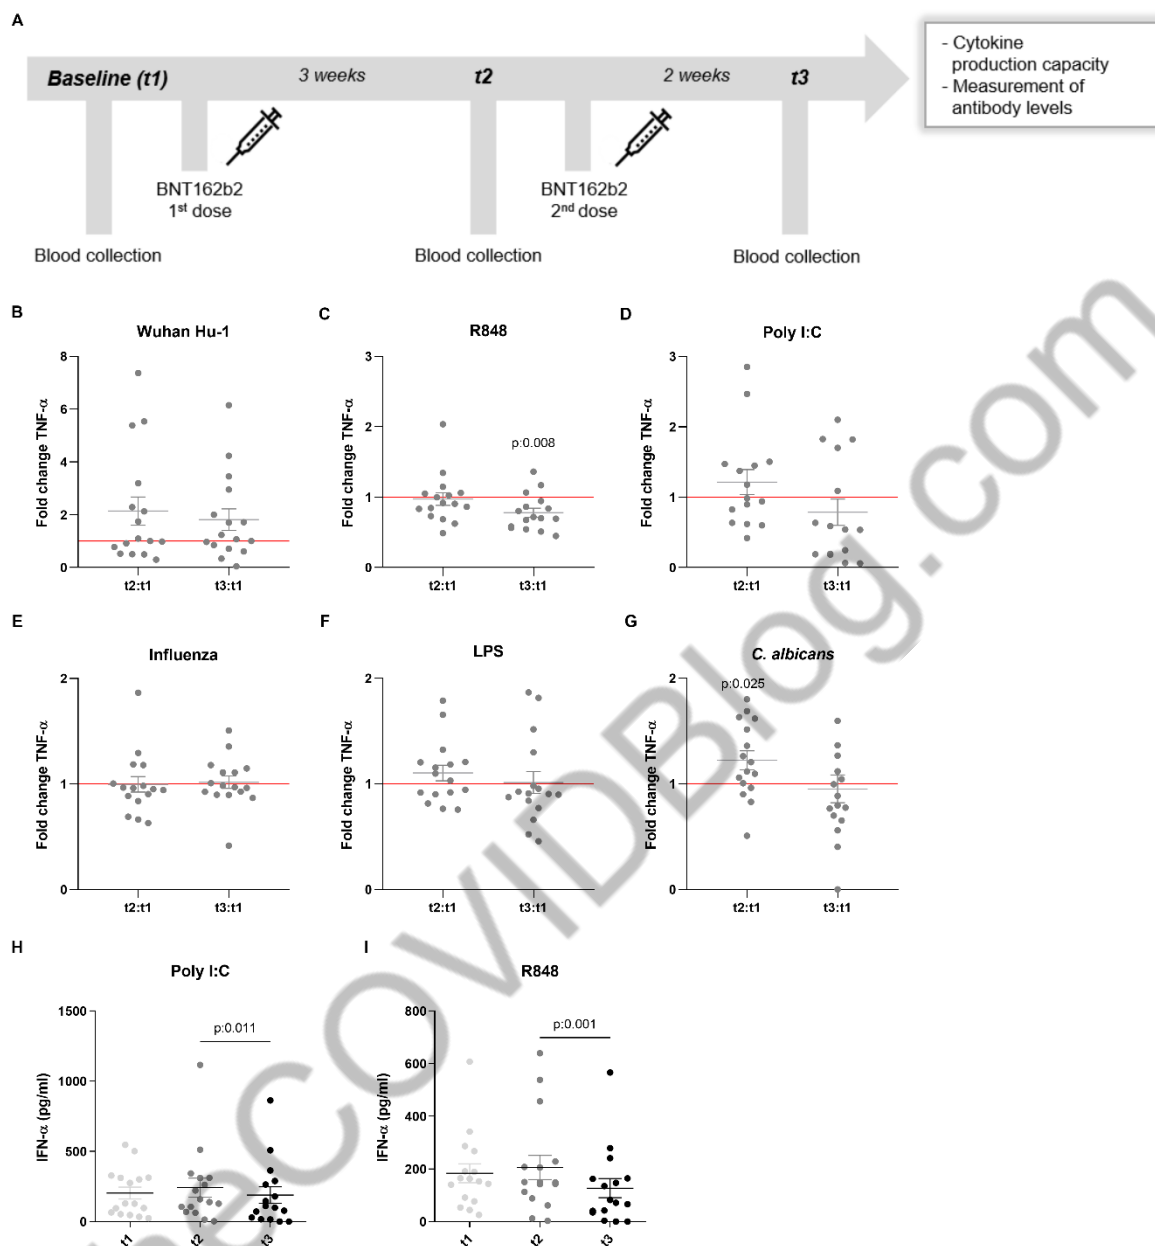 A
Baseline (t1)
3 weeks
t2
2 weeks
t3
- Cytokine
production capacity
- Measurement of
antibody levels
BNT162b2
1st dose
BNT162b2
2nd dose
Blood collection
Blood collection
Blood collection
B
Wuhan Hu-1
Fold change TNF-α
8
6
4
2
0
t2:t1
t3:t1
C
R848
Fold change TNF-α
3
2
1
0
p:0.008
t2:t1
t3:t1
D
Poly I:C
Fold change TNF-α
3
2
1
0
t2:t1
t3:t1
E
Influenza
Fold change TNF-α
2
1
0
t2:t1
t3:t1
F
LPS
Fold change TNF-α
2
1
0
t2:t1
t3:t1
G
C. albicans
Fold change TNF-α
2
1
0
p:0.025
t2:t1
t3:t1
H
Poly I:C
IFN-α (pg/ml)
1500
1000
500
0
p:0.011
t1
t2
t3
I
R848
IFN-α (pg/ml)
800
600
400
200
0
p:0.001
t1
t2
t3
heCOVIDBlog.com